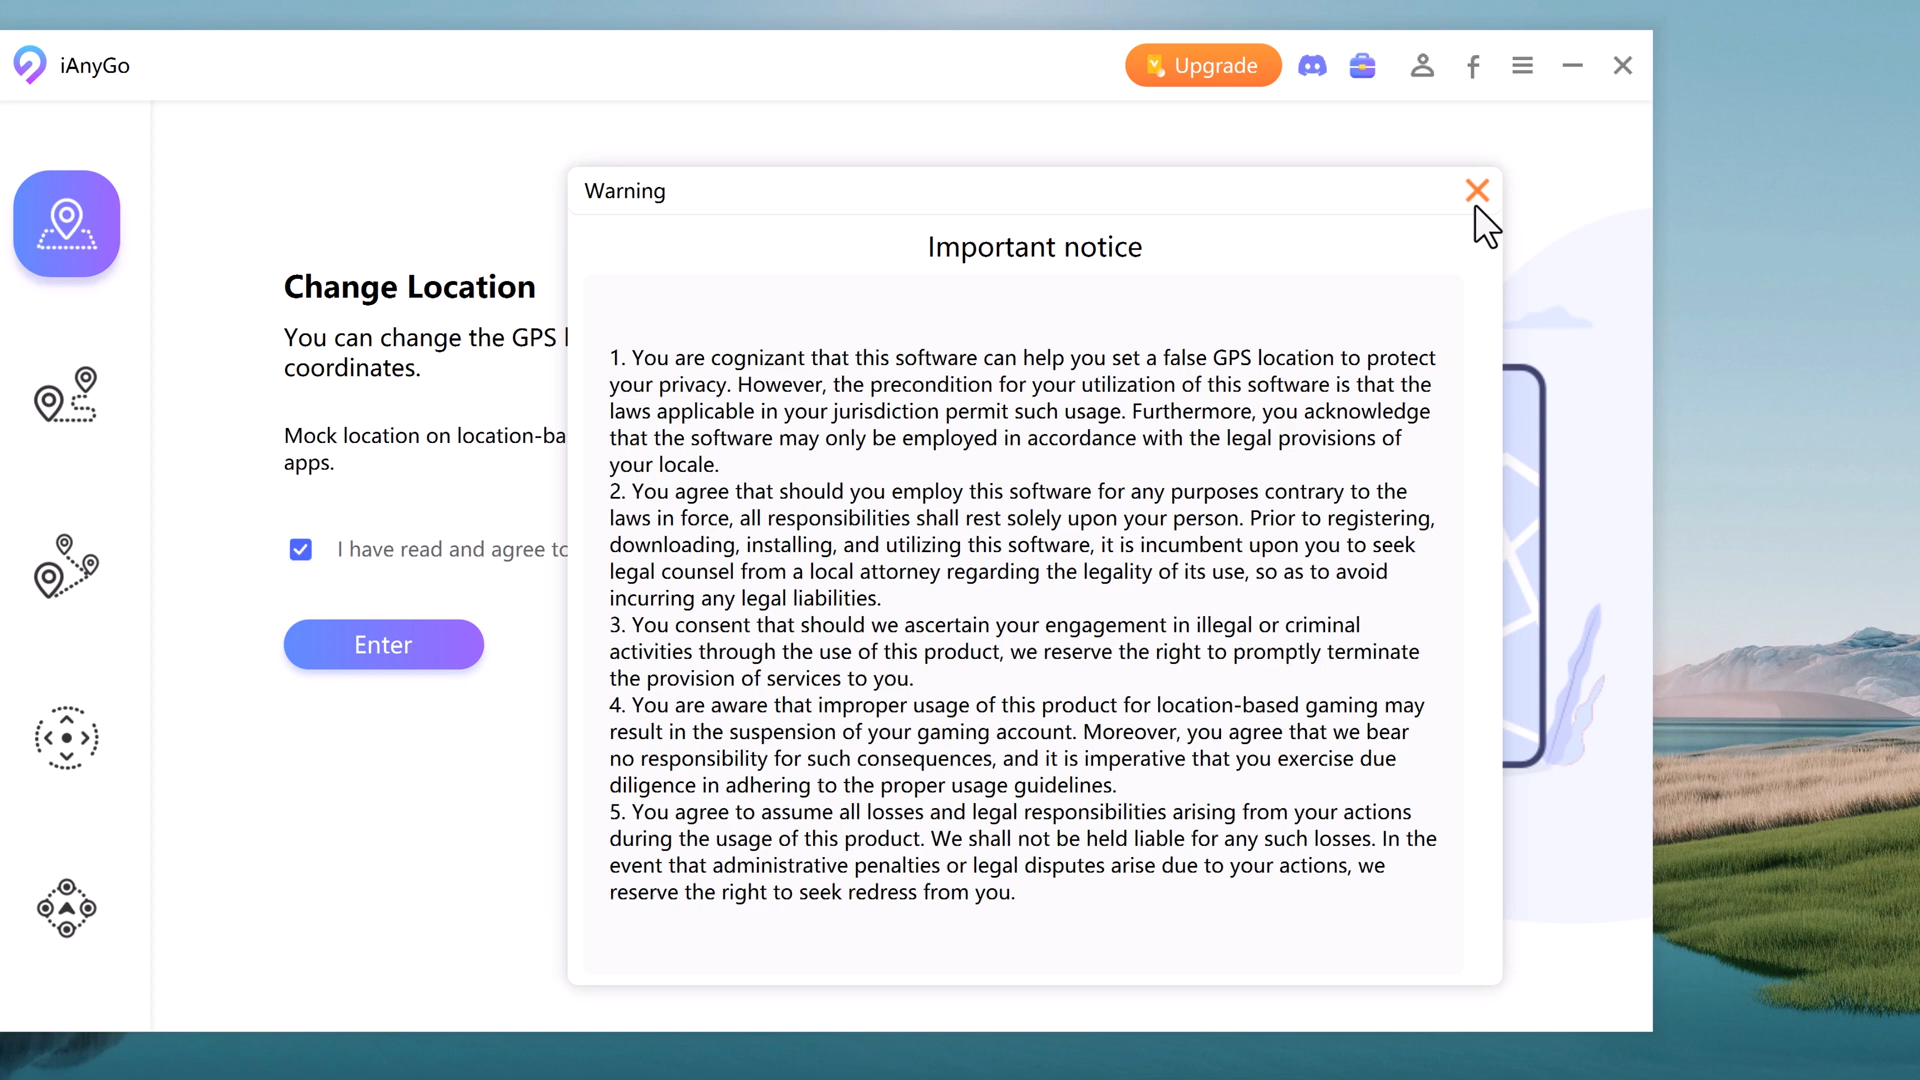 iAnyGo
Upgrade
Warning
Important notice
Change Location
You can change the GPS
coordinates.
Mock location on location-ba
apps.
I have read and agree to
Enter
1. You are cognizant that this software can help you set a false GPS location to protect
your privacy. However, the precondition for your utilization of this software is that the
laws applicable in your jurisdiction permit such usage. Furthermore, you acknowledge
that the software may only be employed in accordance with the legal provisions of
your locale.
2. You agree that should you employ this software for any purposes contrary to the
laws in force, all responsibilities shall rest solely upon your person. Prior to registering,
downloading, installing, and utilizing this software, it is incumbent upon you to seek
legal counsel from a local attorney regarding the legality of its use, so as to avoid
incurring any legal liabilities.
3. You consent that should we ascertain your engagement in illegal or criminal
activities through the use of this product, we reserve the right to promptly terminate
the provision of services to you.
4. You are aware that improper usage of this product for location-based gaming may
result in the suspension of your gaming account. Moreover, you agree that we bear
no responsibility for such consequences, and it is imperative that you exercise due
diligence in adhering to the proper usage guidelines.
5. You agree to assume all losses and legal responsibilities arising from your actions
during the usage of this product. We shall not be held liable for any such losses. In the
event that administrative penalties or legal disputes arise due to your actions, we
reserve the right to seek redress from you.